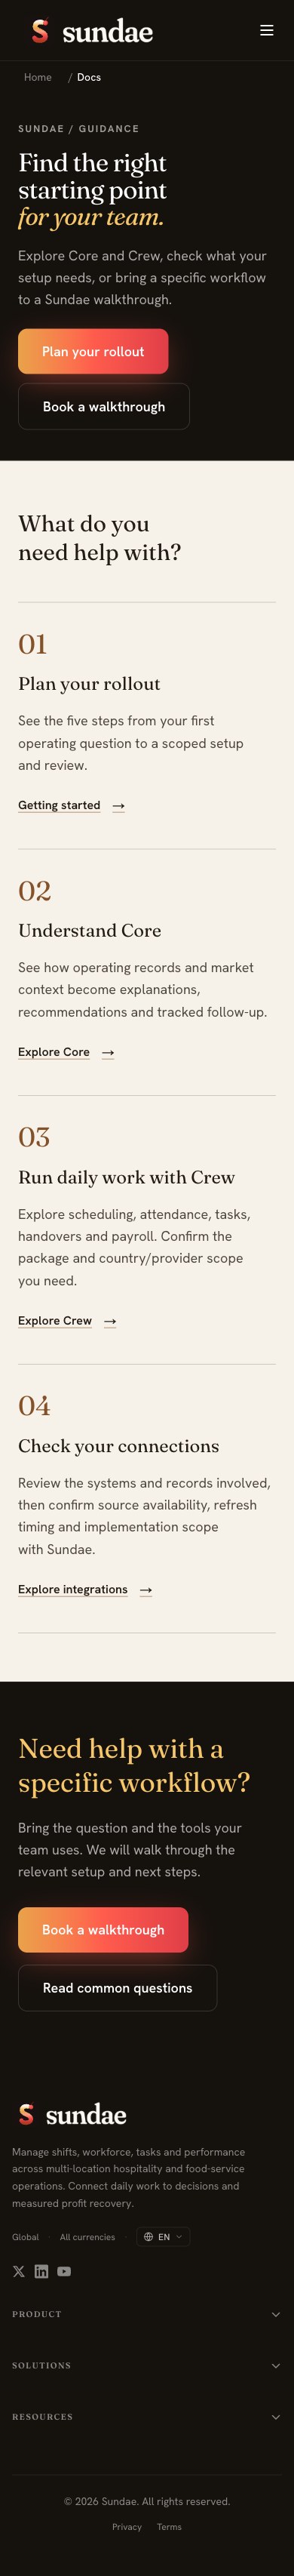 sundae
Home / Docs
SUNDAE / GUIDANCE
Find the right
starting point
for your team.
Explore Core and Crew, check what your
setup needs, or bring a specific workflow
to a Sundae walkthrough.
Plan your rollout
Book a walkthrough
What do you
need help with?
01
Plan your rollout
See the five steps from your first
operating question to a scoped setup
and review.
Getting started →
02
Understand Core
See how operating records and market
context become explanations,
recommendations and tracked follow-up.
Explore Core →
03
Run daily work with Crew
Explore scheduling, attendance, tasks,
handovers and payroll. Confirm the
package and country/provider scope
you need.
Explore Crew →
04
Check your connections
Review the systems and records involved,
then confirm source availability, refresh
timing and implementation scope
with Sundae.
Explore integrations →
Need help with a
specific workflow?
Bring the question and the tools your
team uses. We will walk through the
relevant setup and next steps.
Book a walkthrough
Read common questions
sundae
Manage shifts, workforce, tasks and performance
across multi-location hospitality and food-service
operations. Connect daily work to decisions and
measured profit recovery.
Global · All currencies · EN
PRODUCT
SOLUTIONS
RESOURCES
© 2026 Sundae. All rights reserved.
Privacy Terms